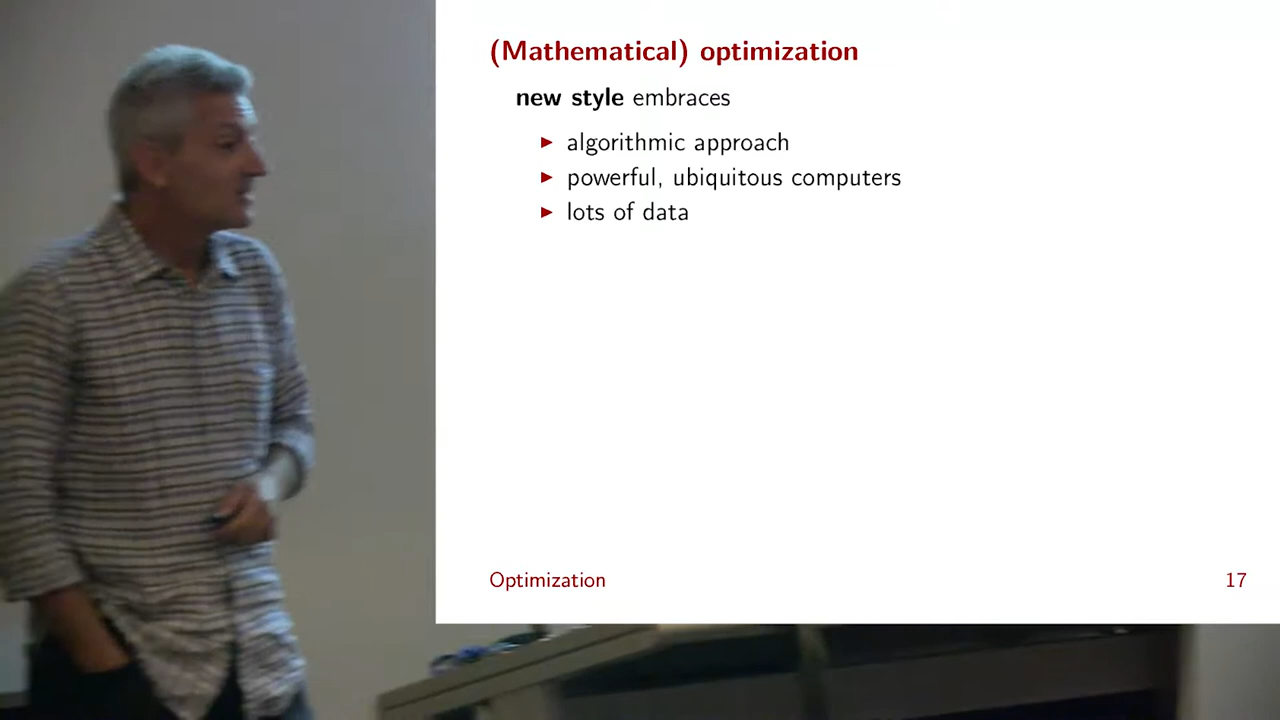 (Mathematical) optimization
new style embraces
▶ algorithmic approach
▶ powerful, ubiquitous computers
▶ lots of data
Optimization 17